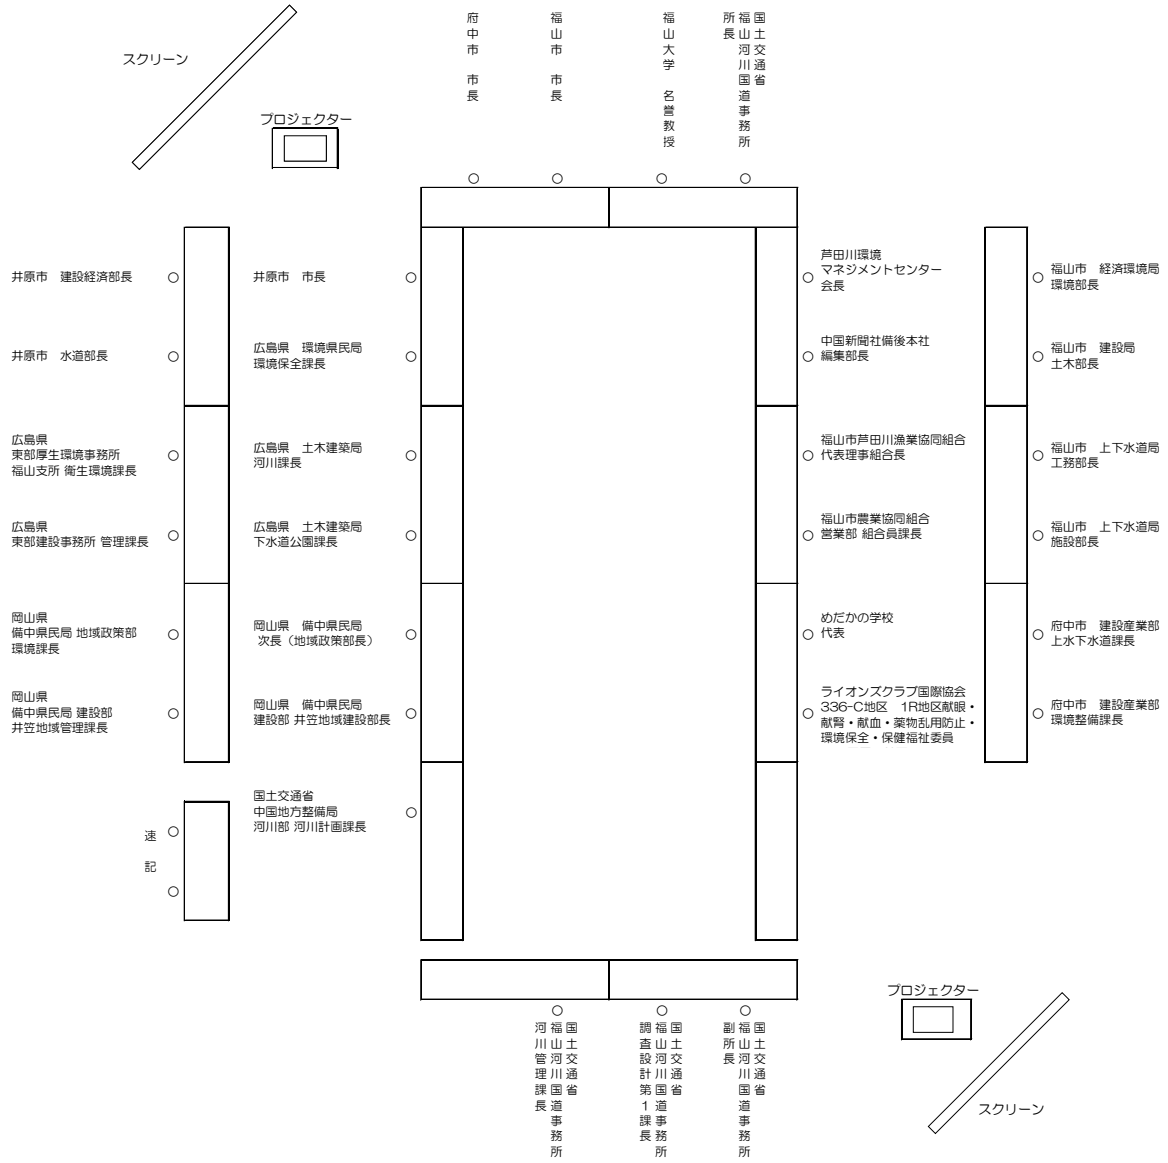 スクリーン
プロジェクター
府中市　市長
福山市　市長
福山大学　名誉教授
国土交通省
福山河川国道事務所
所長
井原市　建設経済部長
井原市　水道部長
広島県
東部厚生環境事務所
福山支所 衛生環境課長
広島県
東部建設事務所 管理課長
岡山県
備中県民局 地域政策部
環境課長
岡山県
備中県民局 建設部
井笠地域管理課長
速　記
井原市　市長
広島県　環境県民局
環境保全課長
広島県　土木建築局
河川課長
広島県　土木建築局
下水道公園課長
岡山県　備中県民局
次長（地域政策部長）
岡山県　備中県民局
建設部 井笠地域建設部長
国土交通省
中国地方整備局
河川部 河川計画課長
芦田川環境
マネジメントセンター
会長
中国新聞社備後本社
編集部長
福山市芦田川漁業協同組合
代表理事組合長
福山市農業協同組合
営業部 組合員課長
めだかの学校
代表
ライオンズクラブ国際協会
336-C地区　1R地区献眼・
献腎・献血・薬物乱用防止・
環境保全・保健福祉委員
福山市　経済環境局
環境部長
福山市　建設局
土木部長
福山市　上下水道局
工務部長
福山市　上下水道局
施設部長
府中市　建設産業部
上水下水道課長
府中市　建設産業部
環境整備課長
国土交通省
福山河川国道事務所
河川管理課長
国土交通省
福山河川国道事務所
調査設計第1課長
国土交通省
福山河川国道事務所
副所長
プロジェクター
スクリーン